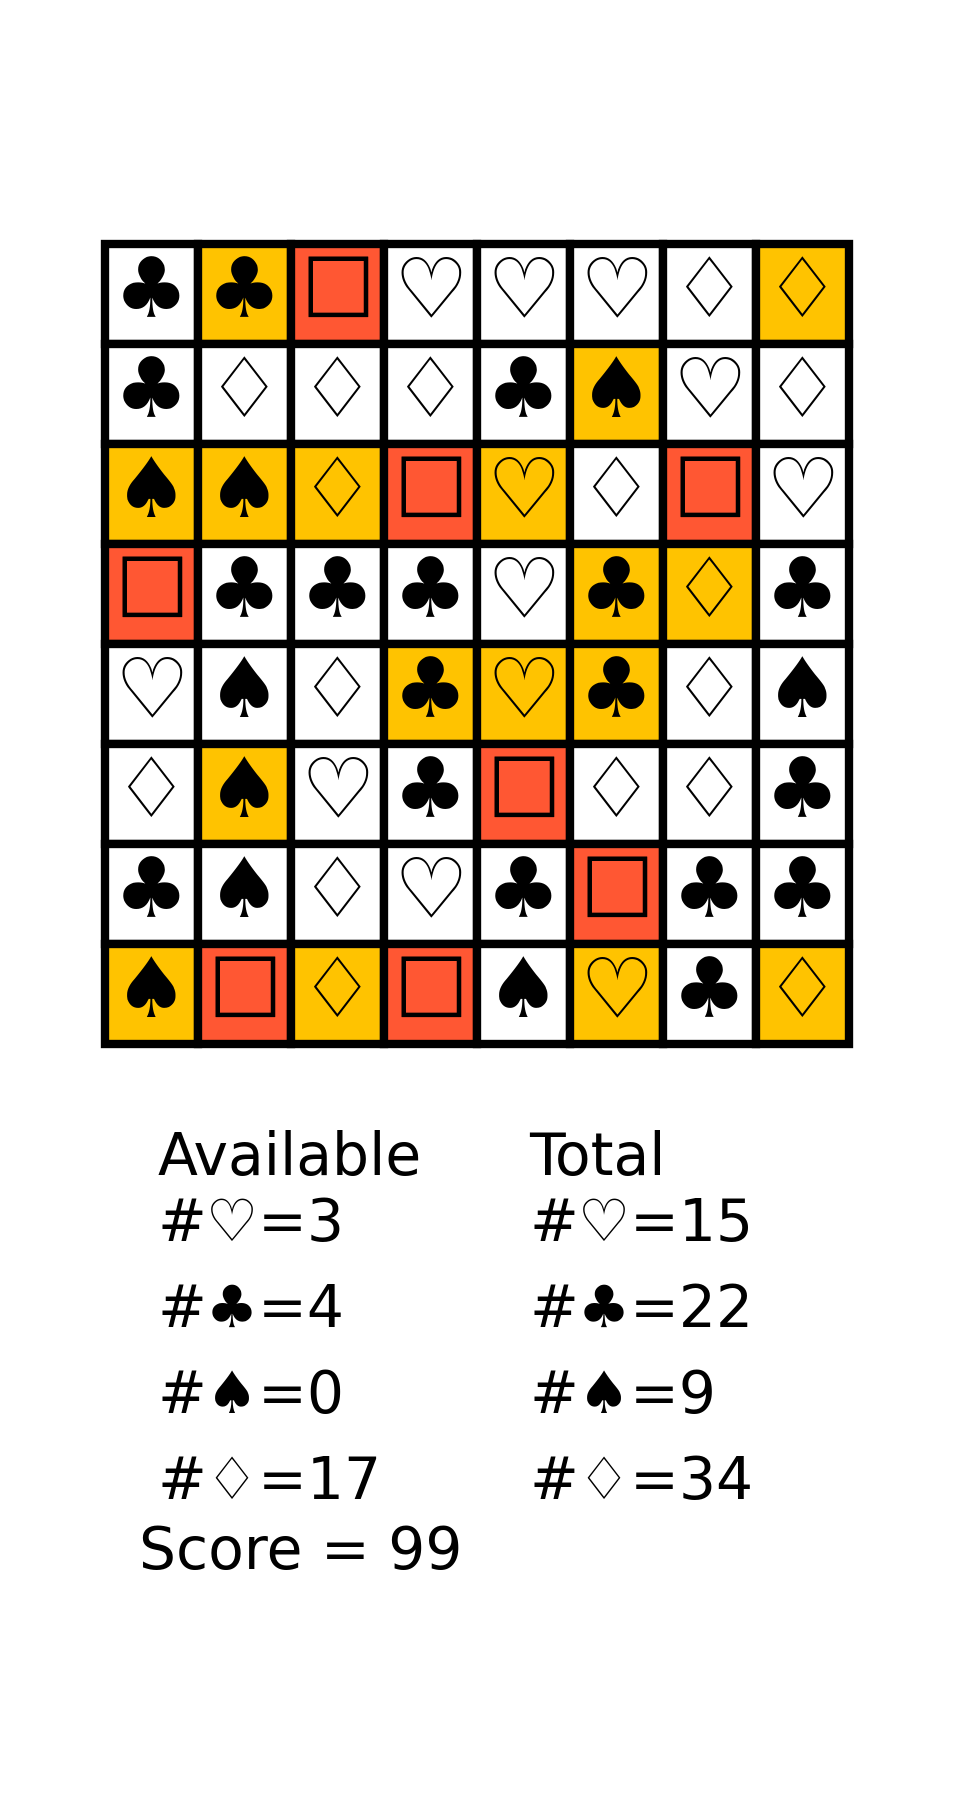 ♣ ♣ □ ♡ ♡ ♡ ♢ ♢
♣ ♢ ♢ ♢ ♣ ♠ ♡ ♢
♠ ♠ ♢ □ ♡ ♢ □ ♡
□ ♣ ♣ ♣ ♡ ♣ ♢ ♣
♡ ♠ ♢ ♣ ♡ ♣ ♢ ♠
♢ ♠ ♡ ♣ □ ♢ ♢ ♣
♣ ♠ ♢ ♡ ♣ □ ♣ ♣
♠ □ ♢ □ ♠ ♡ ♣ ♢
Available Total
#♡=3 #♡=15
#♣=4 #♣=22
#♠=0 #♠=9
#♢=17 #♢=34
Score = 99